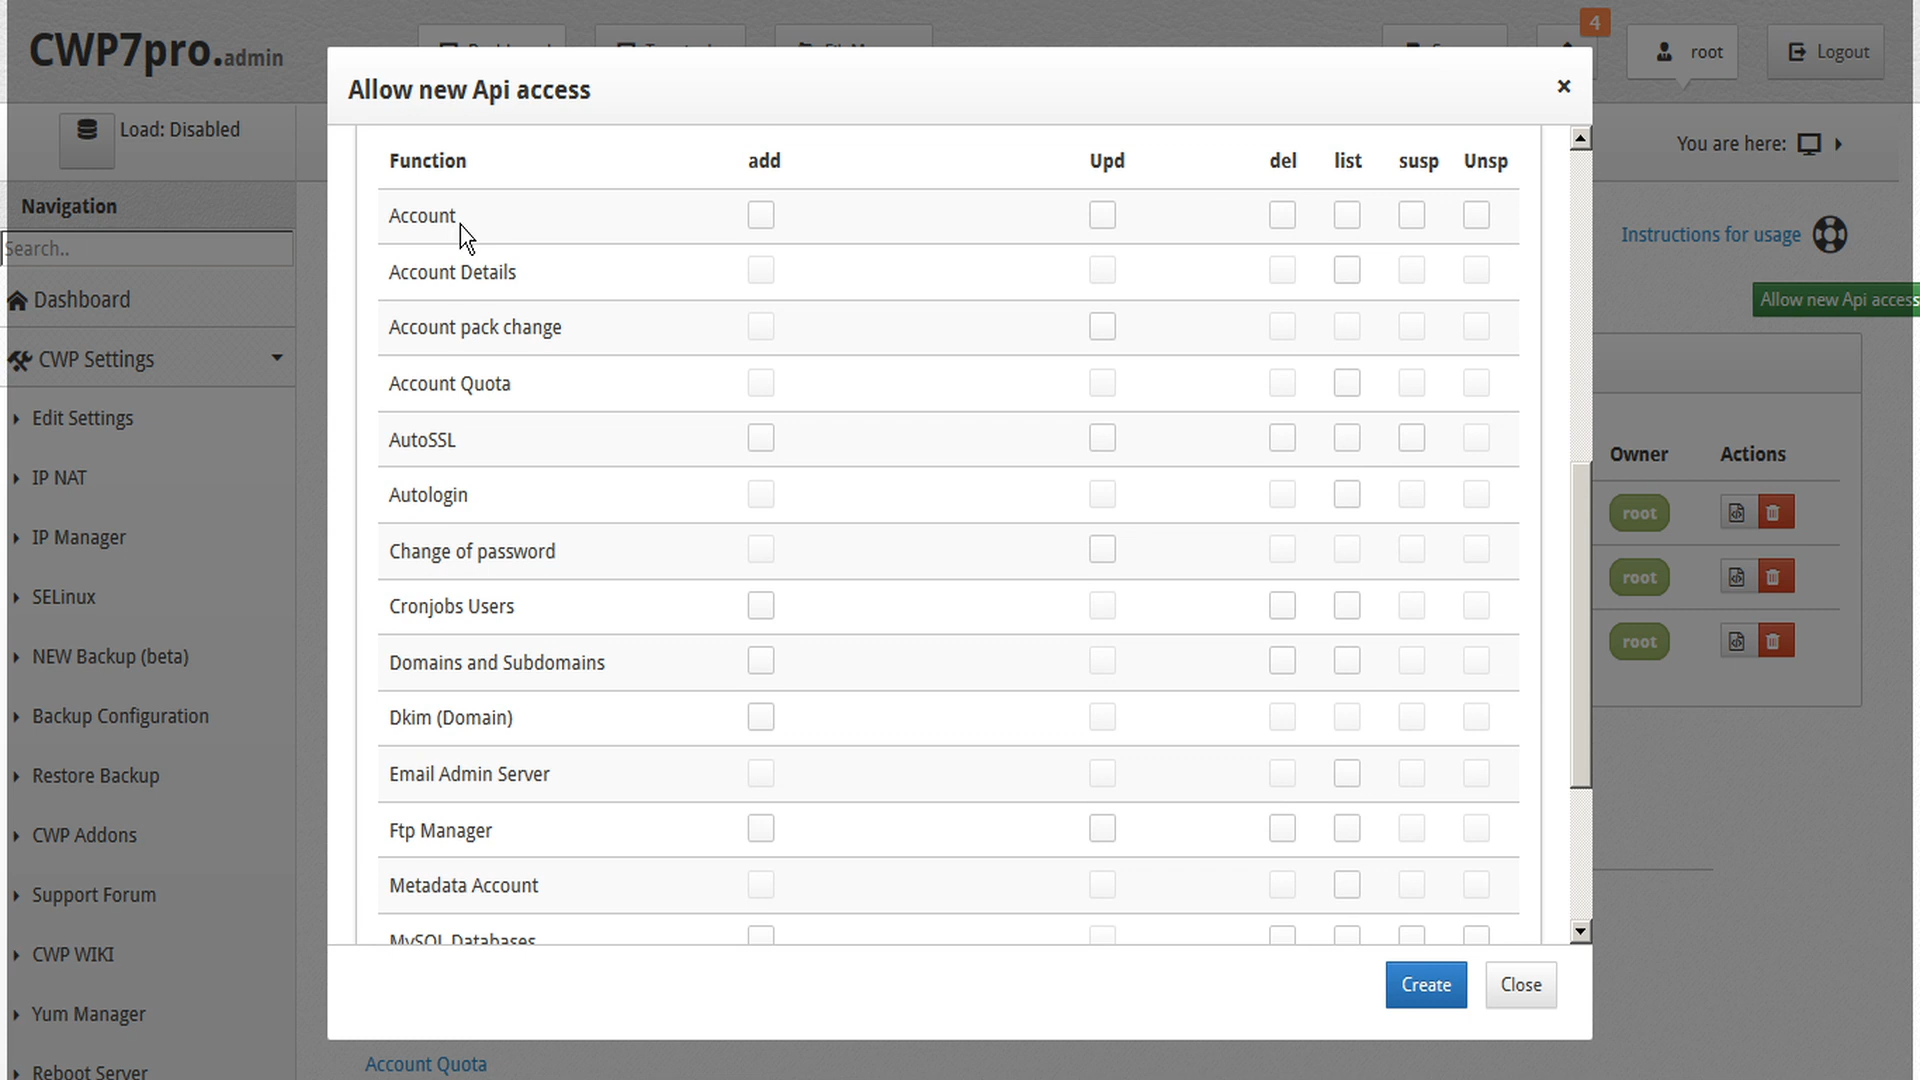 CWP7pro.admin
4
root
Logout
Load: Disabled
You are here:
Navigation
Search..
Dashboard
CWP Settings
Edit Settings
IP NAT
IP Manager
SELinux
NEW Backup (beta)
Backup Configuration
Restore Backup
CWP Addons
Support Forum
CWP WIKI
Yum Manager
Reboot Server
Allow new Api access
Function add Upd del list susp Unsp
Account
Account Details
Account pack change
Account Quota
AutoSSL
Autologin
Change of password
Cronjobs Users
Domains and Subdomains
Dkim (Domain)
Email Admin Server
Ftp Manager
Metadata Account
MySQL Databases
Create Close
Instructions for usage
Allow new Api access
Owner Actions
root
root
root
Account Quota